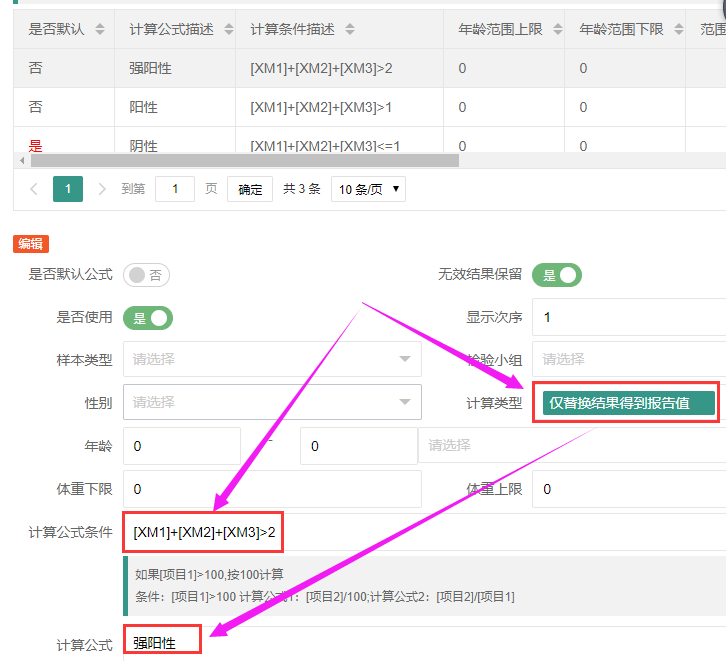 是否默认 计算公式描述 计算条件描述 年龄范围上限 年龄范围下限 范围
否 强阳性 [XM1]+[XM2]+[XM3]>2 0 0
否 阳性 [XM1]+[XM2]+[XM3]>1 0 0
是 阴性 [XM1]+[XM2]+[XM3]<=1 0 0
1 到第 1 页 确定 共 3 条 10 条/页
编辑
是否默认公式 否 无效结果保留 是
是否使用 是 显示次序 1
样本类型 请选择 检验小组 请选择
性别 请选择 计算类型 仅替换结果得到报告值
年龄 0 - 0 请选择
体重下限 0 体重上限 0
计算公式条件 [XM1]+[XM2]+[XM3]>2
如果[项目1]>100,按100计算
条件：[项目1]>100 计算公式1：[项目2]/100;计算公式2：[项目2]/[项目1]
计算公式 强阳性